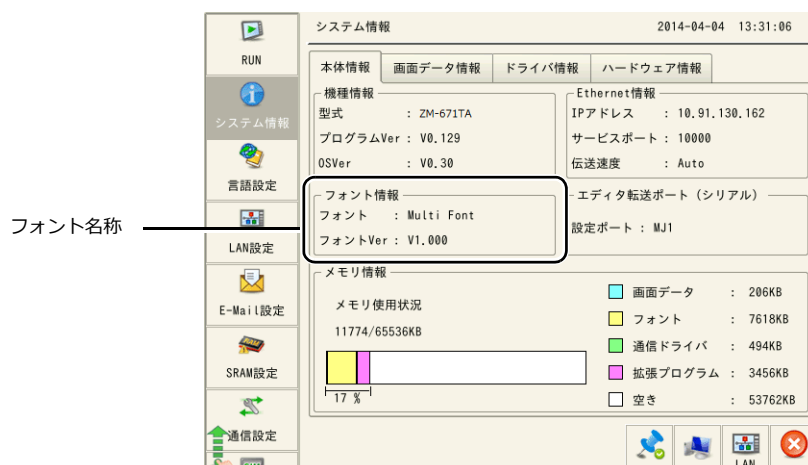 フォント名称
RUN
システム情報
言語設定
LAN設定
E-Mail設定
SRAM設定
通信設定
システム情報 2014-04-04 13:31:06
本体情報 画面データ情報 ドライバ情報 ハードウェア情報
機種情報
型式 : ZM-671TA
プログラムVer : V0.129
OSVer : V0.30
Ethernet情報
IPアドレス : 10.91.130.162
サービスポート : 10000
伝送速度 : Auto
フォント情報
フォント : Multi Font
フォントVer : V1.000
エディタ転送ポート（シリアル）
設定ポート : MJ1
メモリ情報
メモリ使用状況
11774/65536KB
17 %
画面データ : 206KB
フォント : 7618KB
通信ドライバ : 494KB
拡張プログラム : 3456KB
空き : 53762KB
LAN